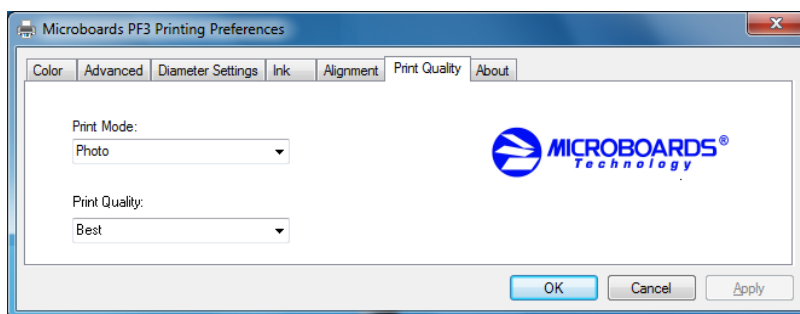 Microboards PF3 Printing Preferences
Color Advanced Diameter Settings Ink Alignment Print Quality About
Print Mode:
Photo
MICROBOARDS®
Technology
Print Quality:
Best
OK Cancel Apply